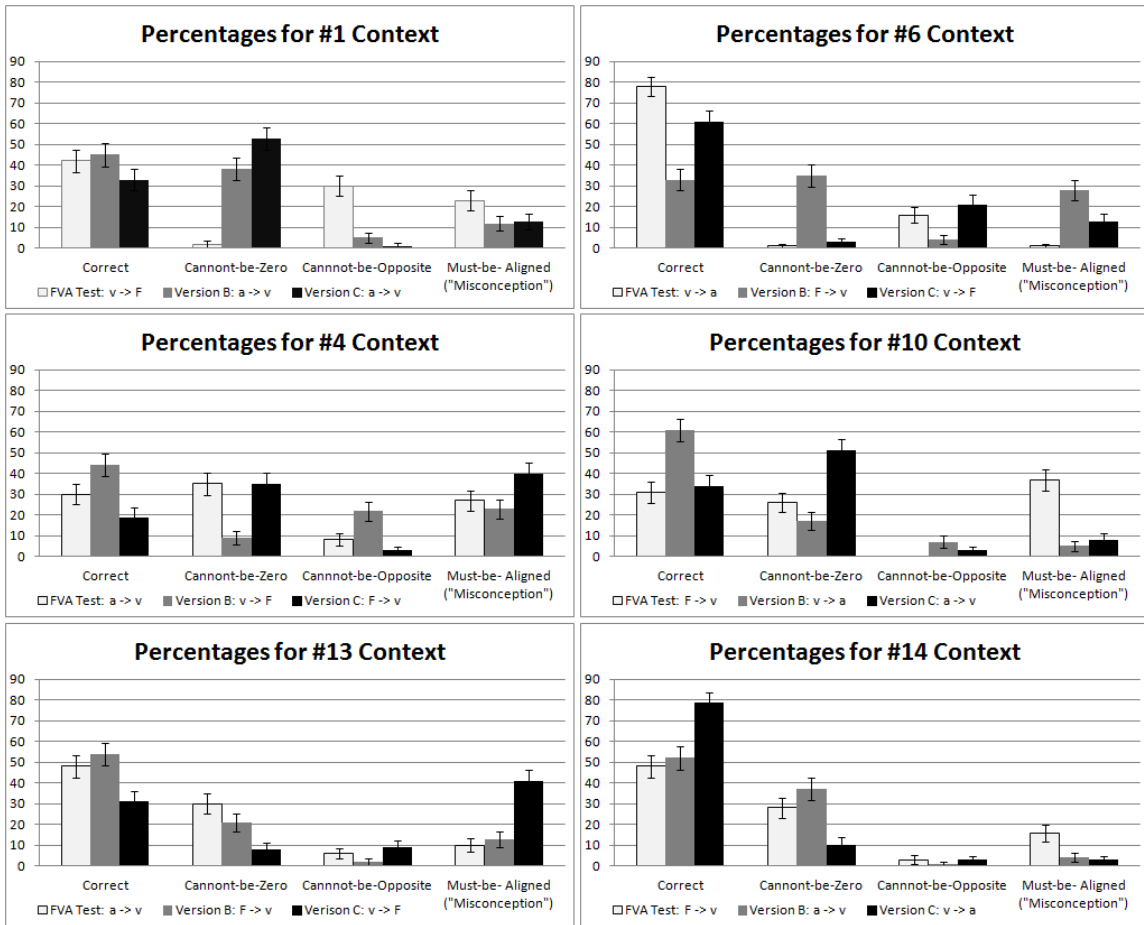 Percentages for #1 Context
90
80
70
60
50
40
30
20
10
0
Correct Cannont-be-Zero Cannnot-be-Opposite Must-be- Aligned
("Misconception")
FVA Test: v -> F Version B: a -> v Version C: a -> v
Percentages for #6 Context
90
80
70
60
50
40
30
20
10
0
Correct Cannont-be-Zero Cannnot-be-Opposite Must-be- Aligned
("Misconception")
FVA Test: v -> a Version B: F -> v Version C: v -> F
Percentages for #4 Context
90
80
70
60
50
40
30
20
10
0
Correct Cannont-be-Zero Cannnot-be-Opposite Must-be- Aligned
("Misconception")
FVA Test: a -> v Version B: v -> F Version C: F -> v
Percentages for #10 Context
90
80
70
60
50
40
30
20
10
0
Correct Cannont-be-Zero Cannnot-be-Opposite Must-be- Aligned
("Misconception")
FVA Test: F -> v Version B: v -> a Version C: a -> v
Percentages for #13 Context
90
80
70
60
50
40
30
20
10
0
Correct Cannont-be-Zero Cannnot-be-Opposite Must-be- Aligned
("Misconception")
FVA Test: a -> v Version B: F -> v Verison C: v -> F
Percentages for #14 Context
90
80
70
60
50
40
30
20
10
0
Correct Cannont-be-Zero Cannnot-be-Opposite Must-be- Aligned
("Misconception")
FVA Test: F -> v Version B: a -> v Version C: v -> a